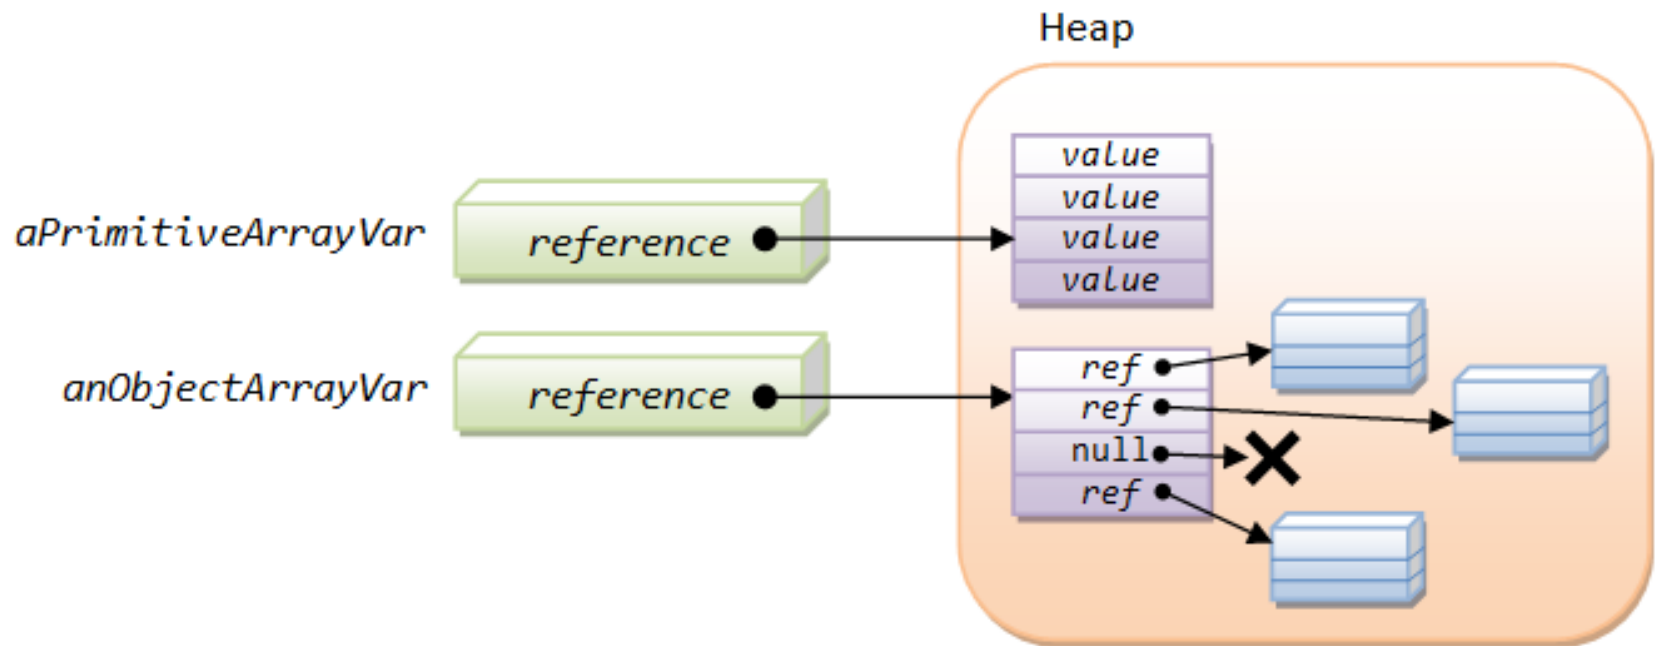 Heap
aPrimitiveArrayVar
reference
value
value
value
value
anObjectArrayVar
reference
ref
ref
null
ref